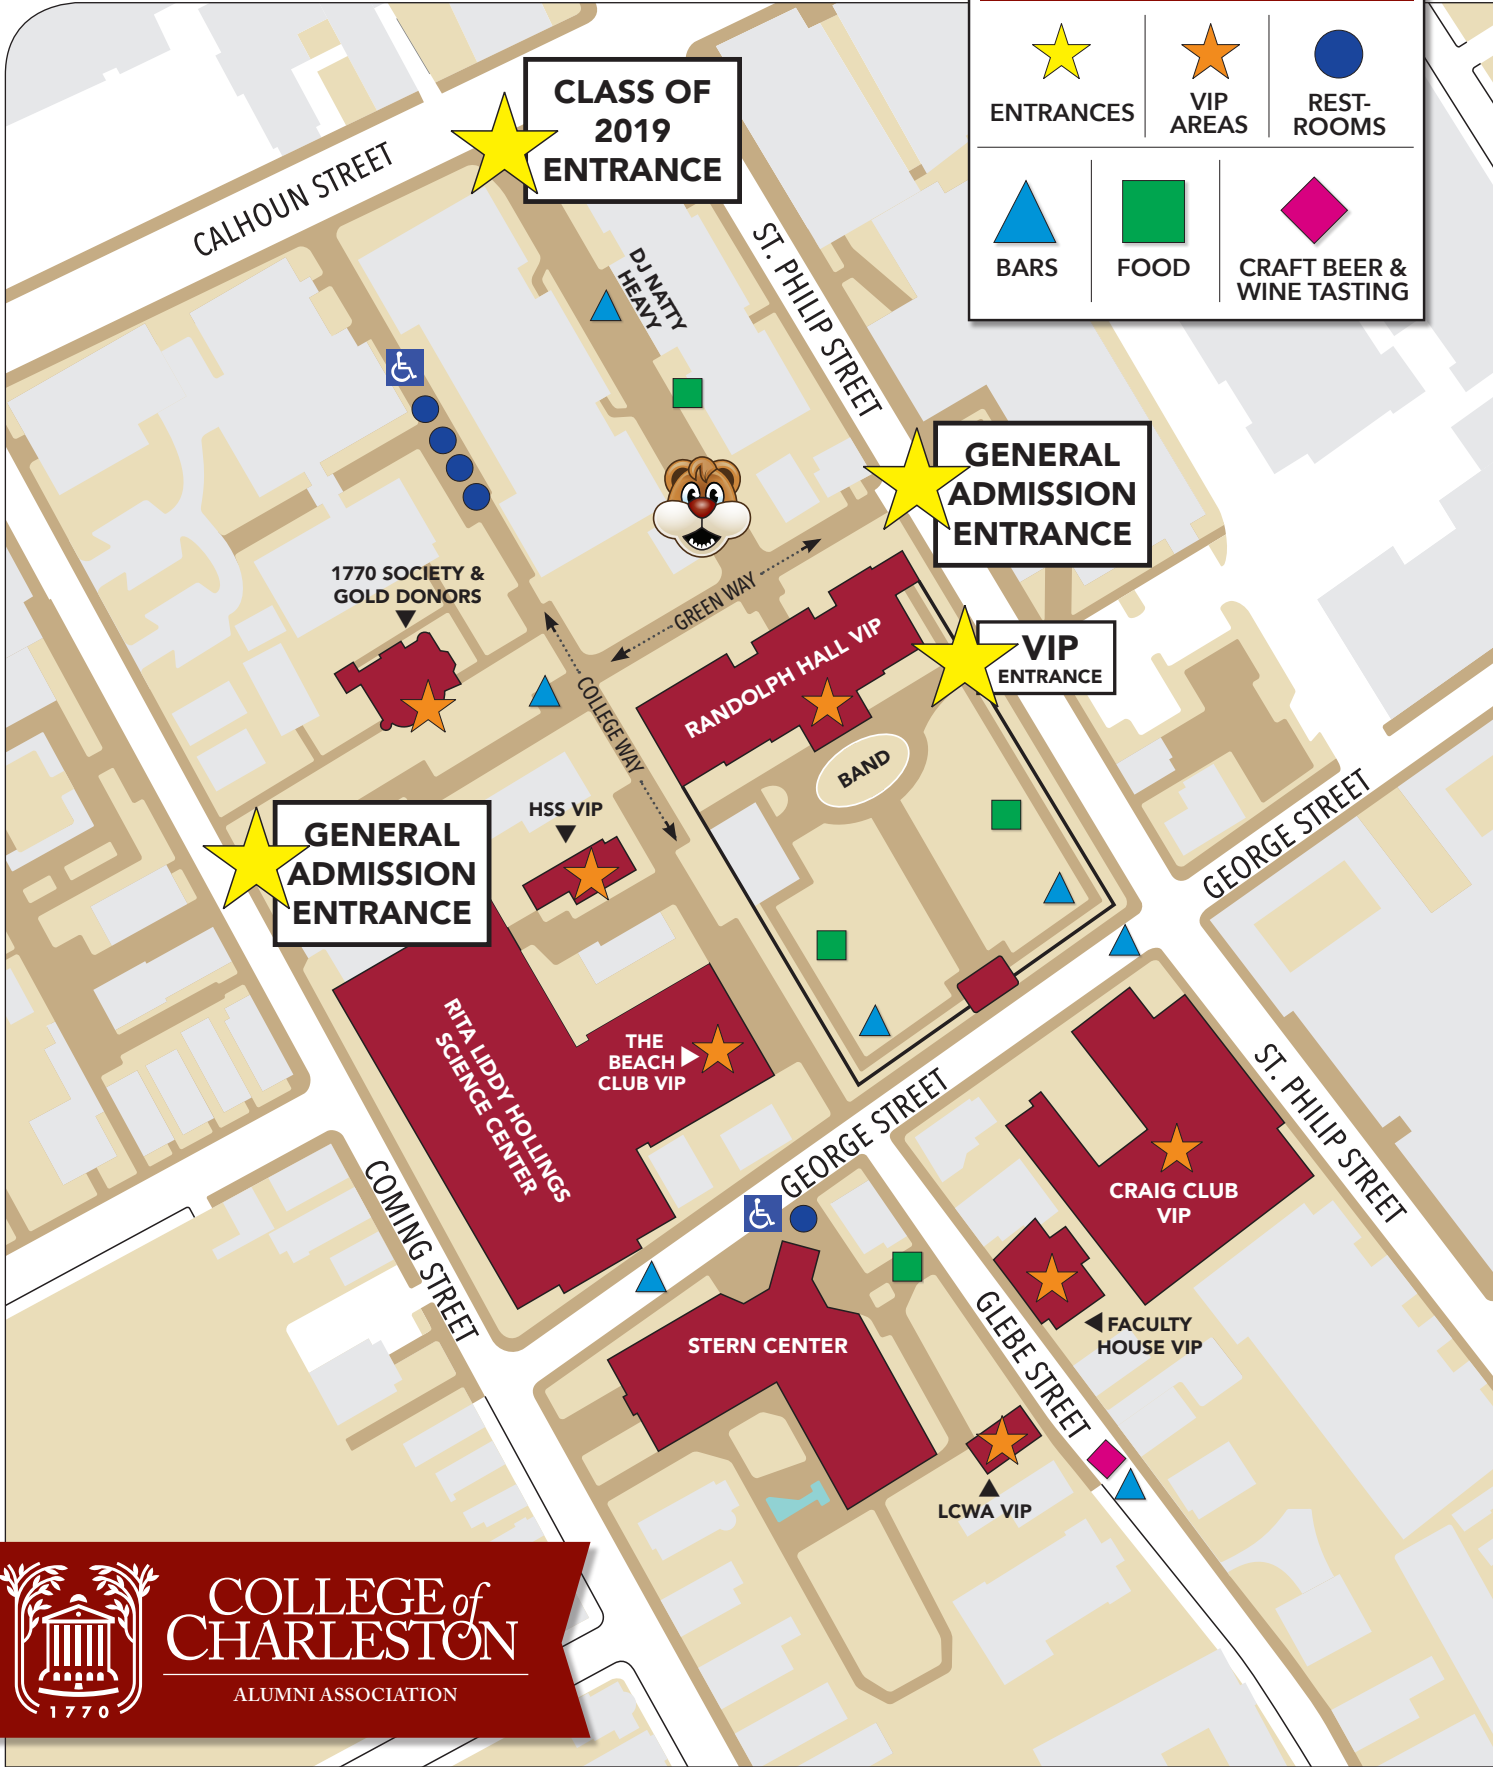 ENTRANCES
VIP
AREAS
REST-
ROOMS
BARS
FOOD
CRAFT BEER &
WINE TASTING
CLASS OF
2019
ENTRANCE
CALHOUN STREET
ST. PHILIP STREET
DJ NATTY
HEAVY
GENERAL
ADMISSION
ENTRANCE
1770 SOCIETY &
GOLD DONORS
GREEN WAY
RANDOLPH HALL VIP
VIP
ENTRANCE
COLLEGE WAY
BAND
HSS VIP
GENERAL
ADMISSION
ENTRANCE
GEORGE STREET
RITA LIDDY HOLLINGS
SCIENCE CENTER
THE
BEACH
CLUB VIP
GEORGE STREET
ST. PHILIP STREET
CRAIG CLUB
VIP
COMING STREET
STERN CENTER
GLEBE STREET
FACULTY
HOUSE VIP
LCWA VIP
COLLEGE of
CHARLESTON
ALUMNI ASSOCIATION
1770